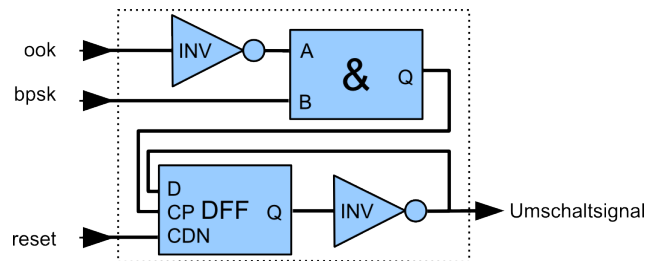 ook
INV
A
&
Q
bpsk
B
D
CP
DFF
Q
INV
Umschaltsignal
reset
CDN